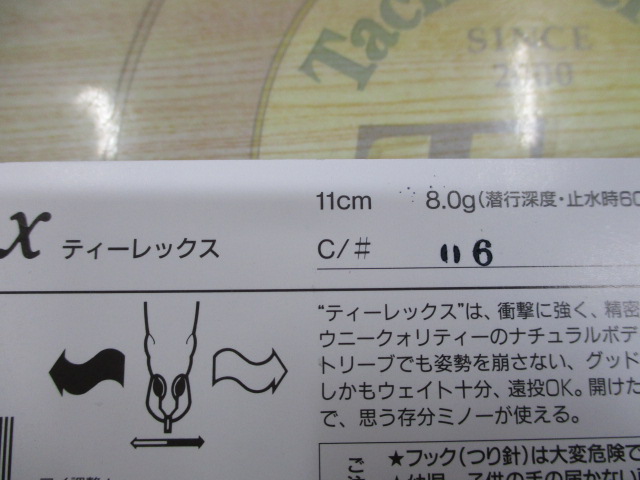 Tac
SINCE
2000
11cm 8.0g(潜行深度・止水時60
x ティーレックス C/# 116
“ティーレックス”は、衝撃に強く、精密
ウニークォリティーのナチュラルボデ
トリーブでも姿勢を崩さない、グッド
しかもウェイト十分、遠投OK。開けた
で、思う存分ミノーが使える。
★フック(つり針)は大変危険で